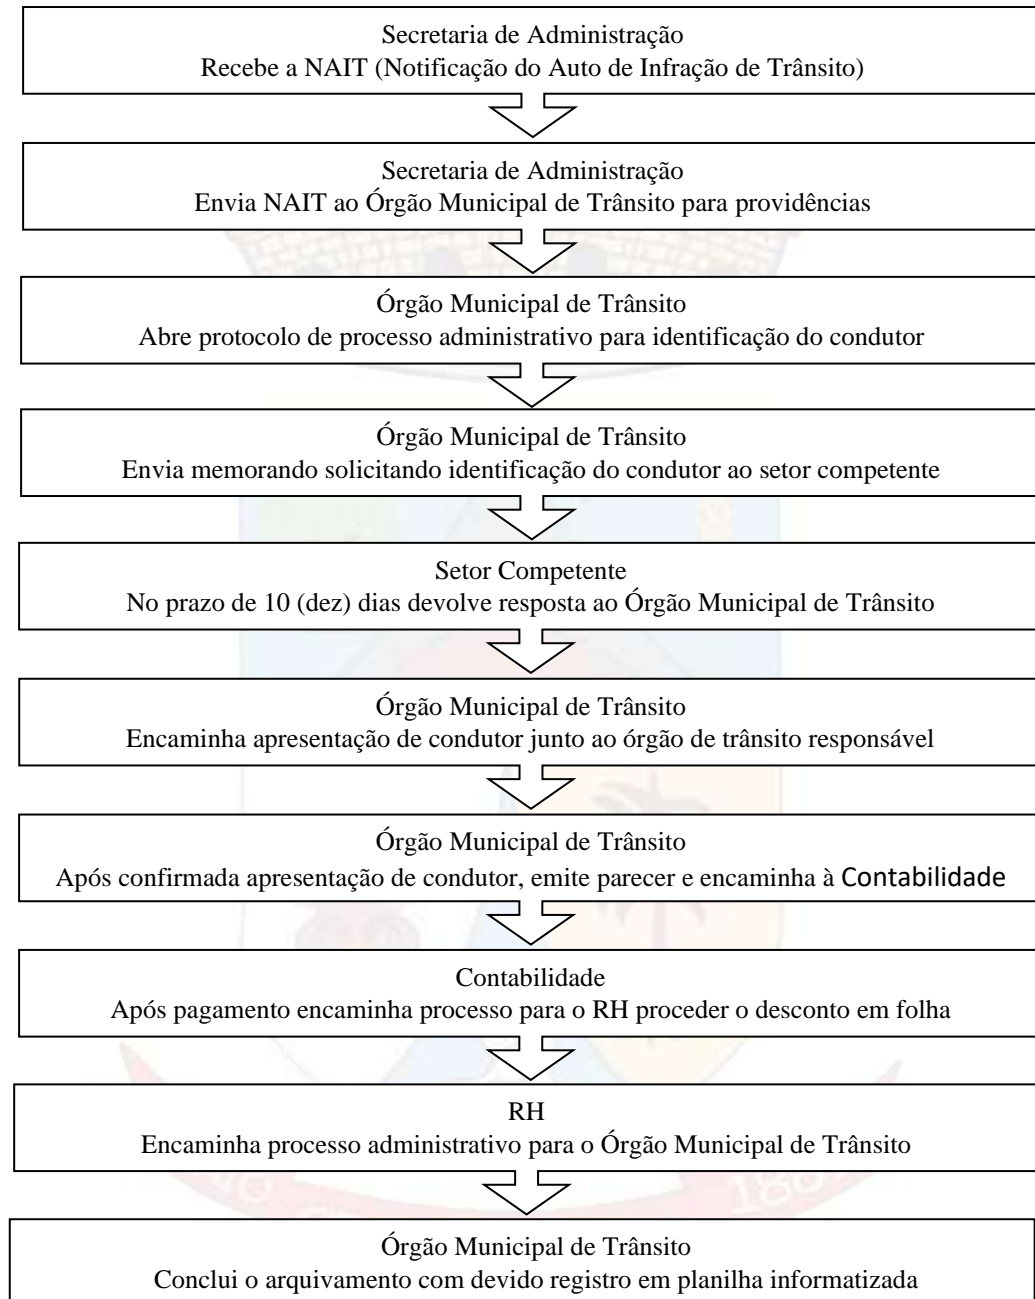 Secretaria de Administração
Recebe a NAIT (Notificação do Auto de Infração de Trânsito)
Secretaria de Administração
Envia NAIT ao Órgão Municipal de Trânsito para providências
Órgão Municipal de Trânsito
Abre protocolo de processo administrativo para identificação do condutor
Órgão Municipal de Trânsito
Envia memorando solicitando identificação do condutor ao setor competente
Setor Competente
No prazo de 10 (dez) dias devolve resposta ao Órgão Municipal de Trânsito
Órgão Municipal de Trânsito
Encaminha apresentação de condutor junto ao órgão de trânsito responsável
Órgão Municipal de Trânsito
Após confirmada apresentação de condutor, emite parecer e encaminha à Contabilidade
Contabilidade
Após pagamento encaminha processo para o RH proceder o desconto em folha
RH
Encaminha processo administrativo para o Órgão Municipal de Trânsito
Órgão Municipal de Trânsito
Conclui o arquivamento com devido registro em planilha informatizada